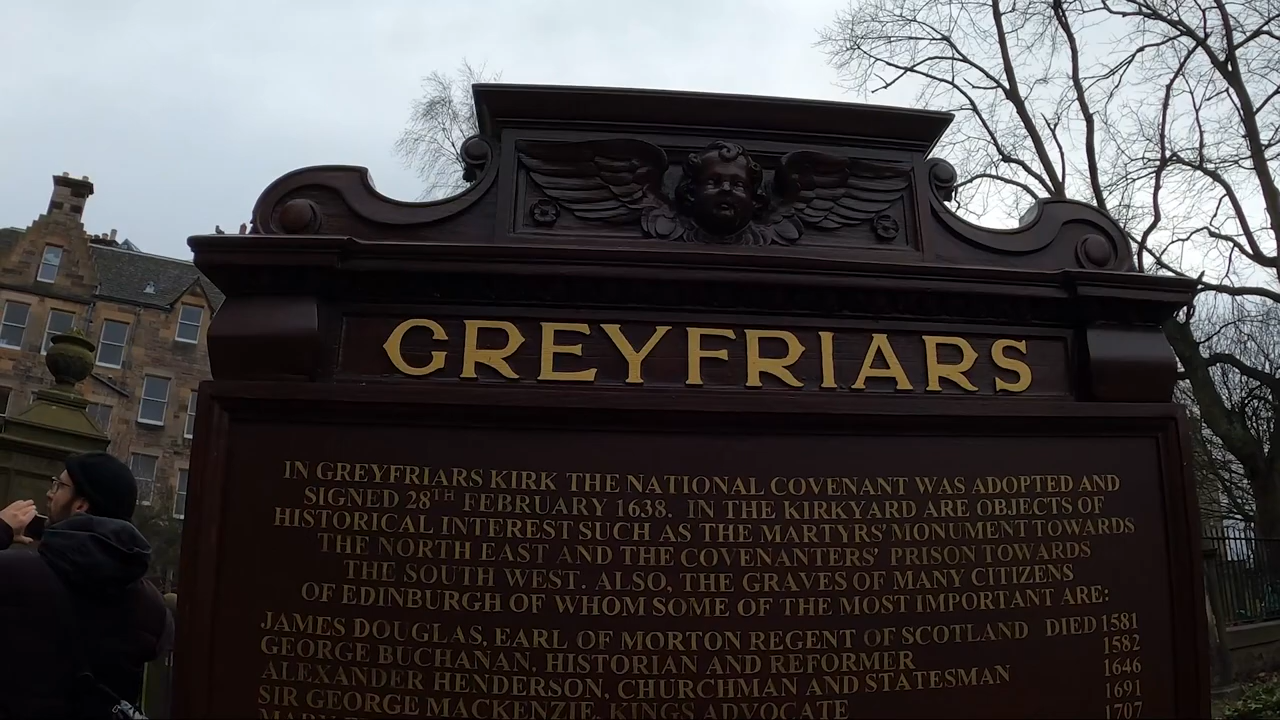 GREYFRIARS
IN GREYFRIARS KIRK THE NATIONAL COVENANT WAS ADOPTED AND
SIGNED 28TH FEBRUARY 1638. IN THE KIRKYARD ARE OBJECTS OF
HISTORICAL INTEREST SUCH AS THE MARTYRS' MONUMENT TOWARDS
THE NORTH EAST AND THE COVENANTERS' PRISON TOWARDS
THE SOUTH WEST. ALSO, THE GRAVES OF MANY CITIZENS
OF EDINBURGH OF WHOM SOME OF THE MOST IMPORTANT ARE:
JAMES DOUGLAS, EARL OF MORTON REGENT OF SCOTLAND DIED 1581
GEORGE BUCHANAN, HISTORIAN AND REFORMER 1582
ALEXANDER HENDERSON, CHURCHMAN AND STATESMAN 1646
SIR GEORGE MACKENZIE, KINGS ADVOCATE 1691
1707